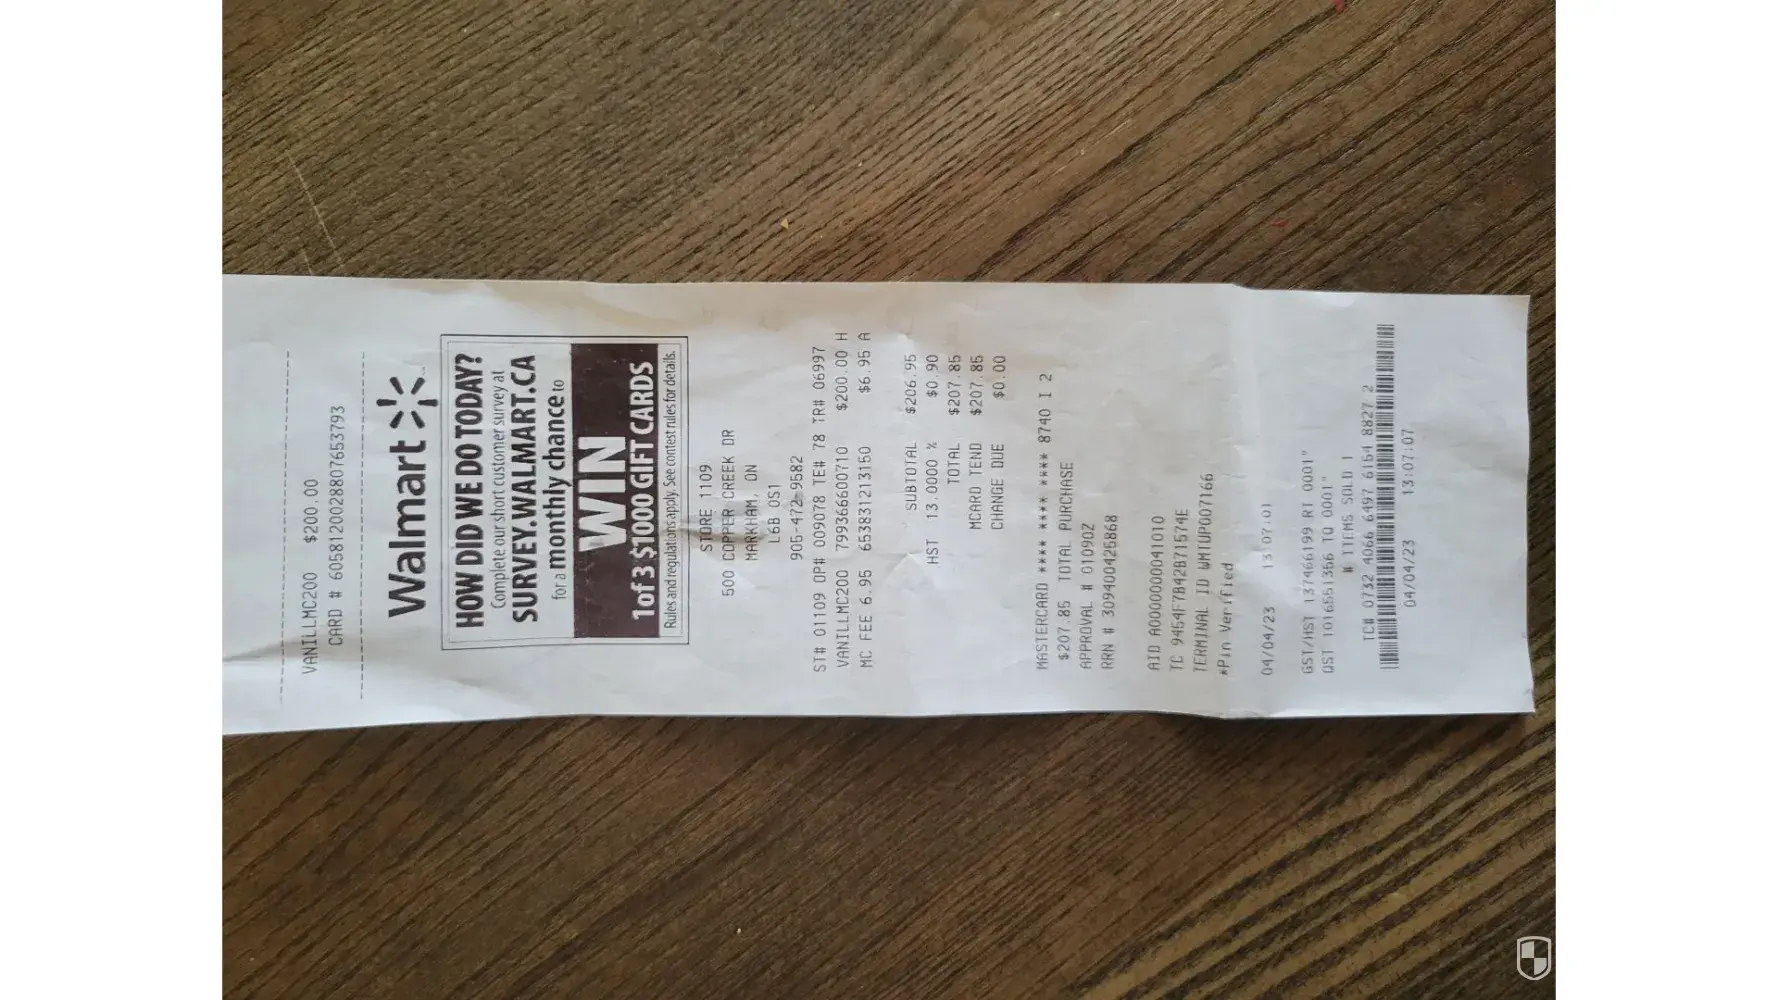 VANILLMC200 $200.00
CARD # 6058120028807653793
Walmart
HOW DID WE DO TODAY?
Complete our short customer survey at
SURVEY.WALMART.CA
for a monthly chance to
WIN
1 of 3 $1000 GIFT CARDS
Rules and regulations apply. See contest rules for details.
STORE 1109
500 COPPER CREEK DR
MARKHAM, ON
L6B 0S1
905-472-9582
ST# 01109 OP# 009078 TE# 78 TR# 06997
VANILLMC200 799366600710 $200.00 H
MC FEE 6.95 653831213150 $6.95 A
SUBTOTAL $206.95
HST 13.0000 % $0.90
TOTAL $207.85
MCARD TEND $207.85
CHANGE DUE $0.00
MASTERCARD **** **** **** 8740 I 2
$207.85 TOTAL PURCHASE
APPROVAL # 01090Z
RRN # 309400425868
AID A0000000041010
TC 9454F7B42B71574E
TERMINAL ID WMTUP007166
*Pin Verified
04/04/23 13:07:01
GST/HST 137466199 RT 0001"
QST 1016551356 TQ 0001"
# ITEMS SOLD 1
TC# 0732 4066 6497 6154 8827 2
04/04/23 13:07:07